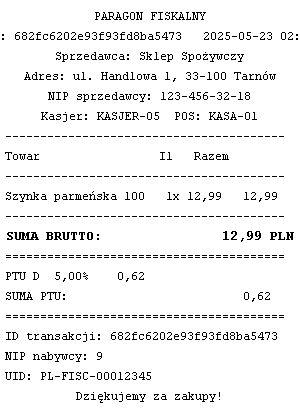 PARAGON FISKALNY
: 682fc6202e93f93fd8ba5473 2025-05-23 02:
Sprzedawca: Sklep Spożywczy
Adres: ul. Handlowa 1, 33-100 Tarnów
NIP sprzedawcy: 123-456-32-18
Kasjer: KASJER-05 POS: KASA-01
----------------------------------------
Towar Il Razem
----------------------------------------
Szynka parmeńska 100 1x 12,99 12,99
----------------------------------------
SUMA BRUTTO: 12,99 PLN
========================================
PTU D 5,00% 0,62
SUMA PTU: 0,62
========================================
ID transakcji: 682fc6202e93f93fd8ba5473
NIP nabywcy: 9
UID: PL-FISC-00012345
Dziękujemy za zakupy!